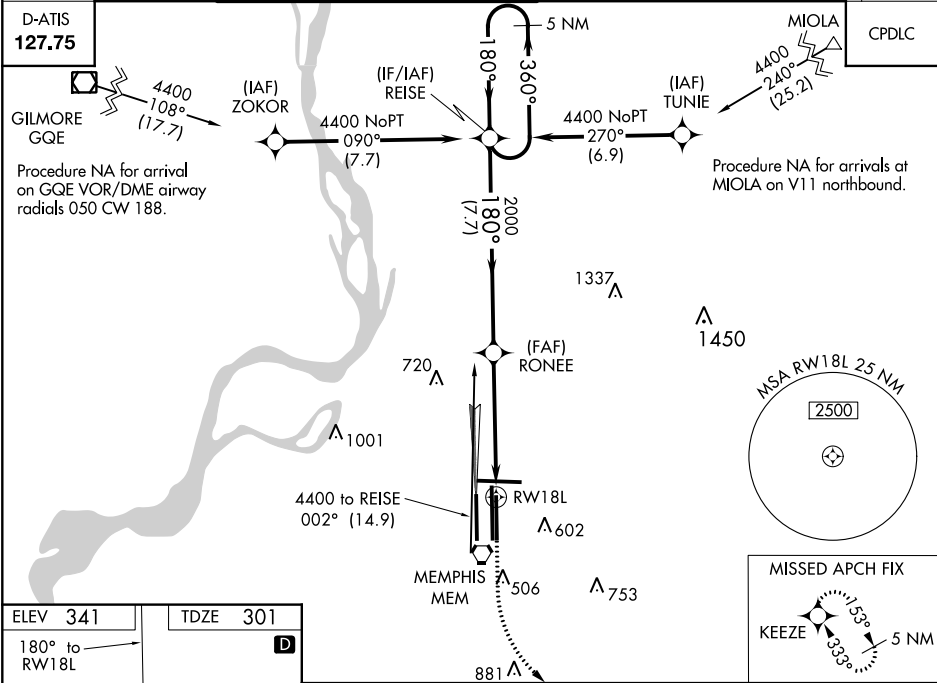 D-ATIS
127.75
CPDLC
5 NM
180°
360°
MIOLA
4400
240°
(25.2)
GILMORE
GQE
4400
108°
(17.7)
(IAF)
ZOKOR
(IF/IAF)
REISE
(IAF)
TUNIE
4400 NoPT
090°
(7.7)
4400 NoPT
270°
(6.9)
Procedure NA for arrival
on GQE VOR/DME airway
radials 050 CW 188.
Procedure NA for arrivals at
MIOLA on V11 northbound.
2000
180°
(7.7)
1337
1450
(FAF)
RONEE
720
1001
MSA RW18L 25 NM
2500
4400 to REISE
002° (14.9)
RW18L
602
MEMPHIS
MEM
506
753
881
MISSED APCH FIX
KEEZE
153°
333°
5 NM
ELEV 341
TDZE 301
D
180° to
RW18L